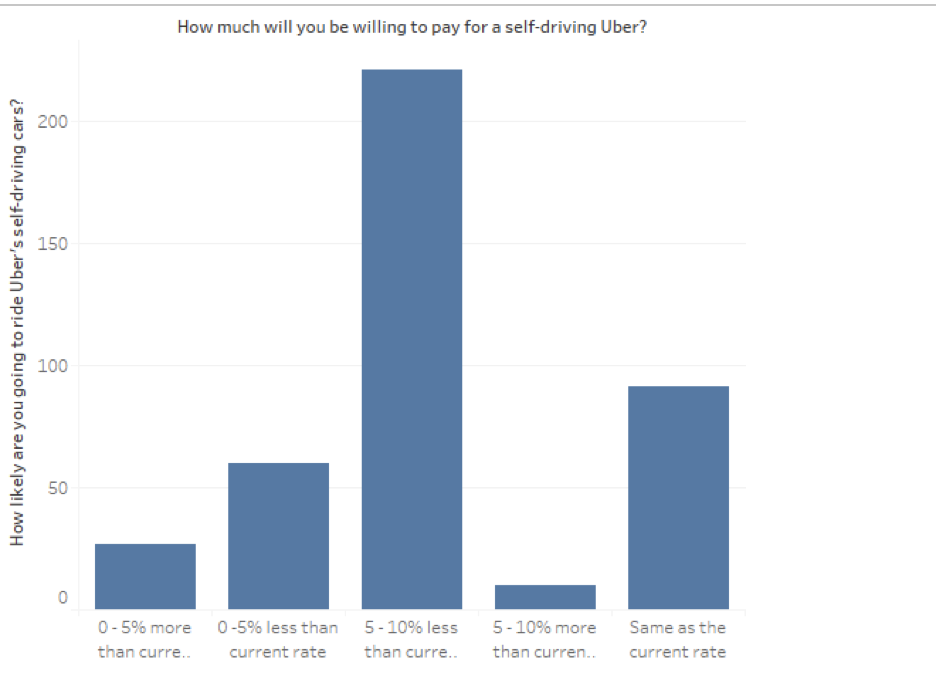 How much will you be willing to pay for a self-driving Uber?
How likely are you going to ride Uber's self-driving cars?
200
150
100
50
0
0 - 5% more
than curre..
0 -5% less than
current rate
5 - 10% less
than curre..
5 - 10% more
than curren..
Same as the
current rate